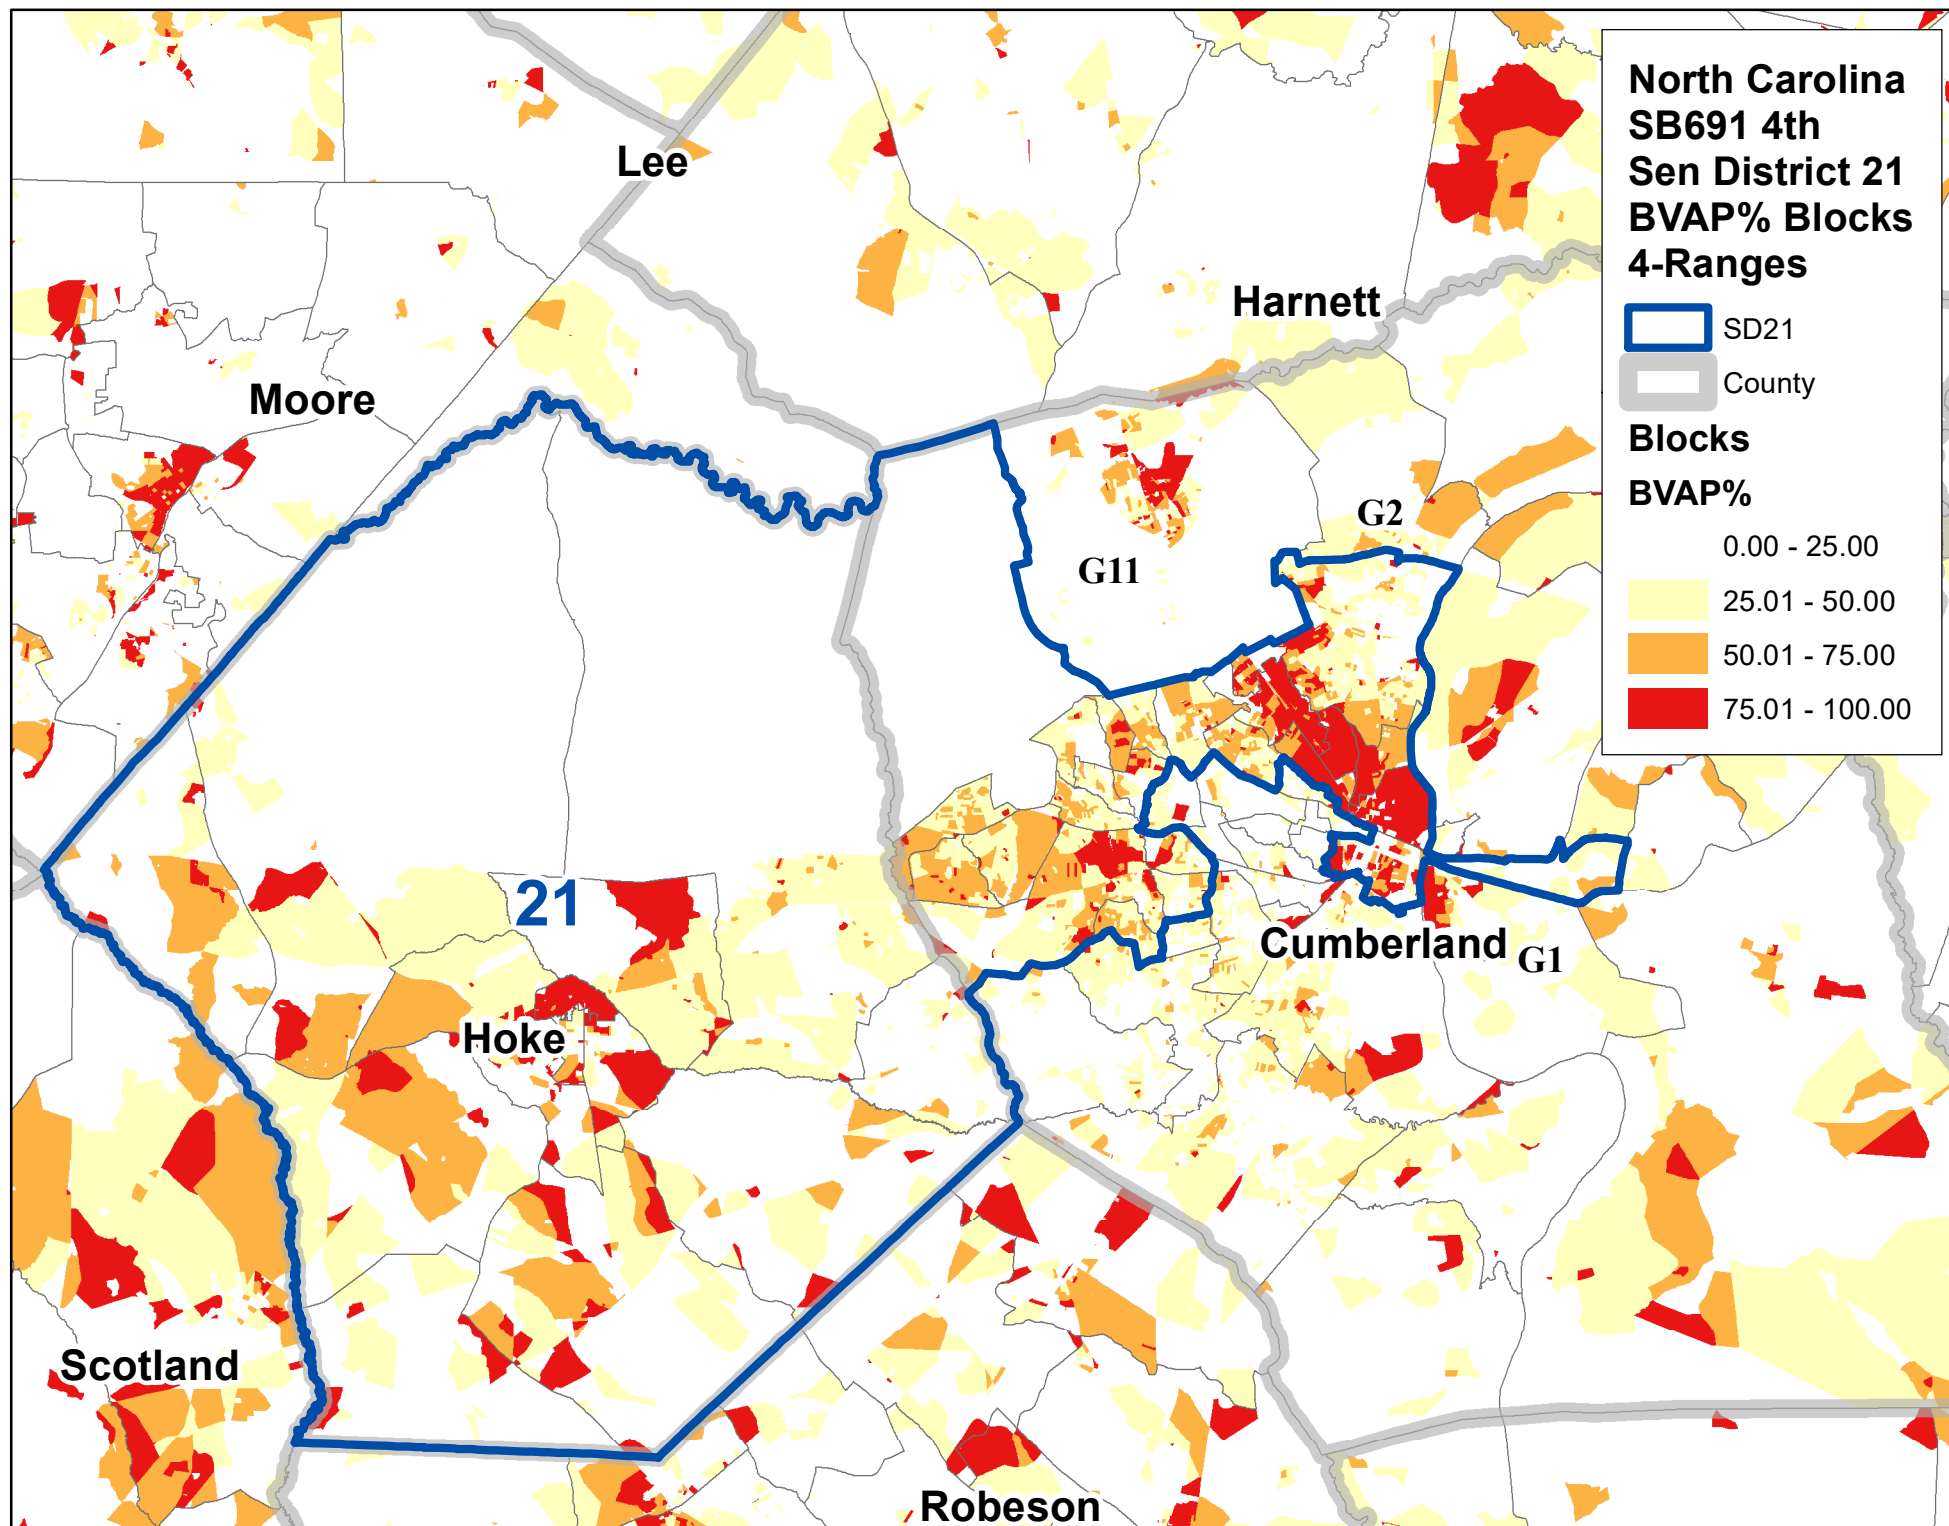 North Carolina
SB691 4th
Sen District 21
BVAP% Blocks
4-Ranges
SD21
County
Blocks
BVAP%
0.00 - 25.00
25.01 - 50.00
50.01 - 75.00
75.01 - 100.00
Lee
Harnett
Moore
G2
G11
21
Cumberland
G1
Hoke
Scotland
Robeson